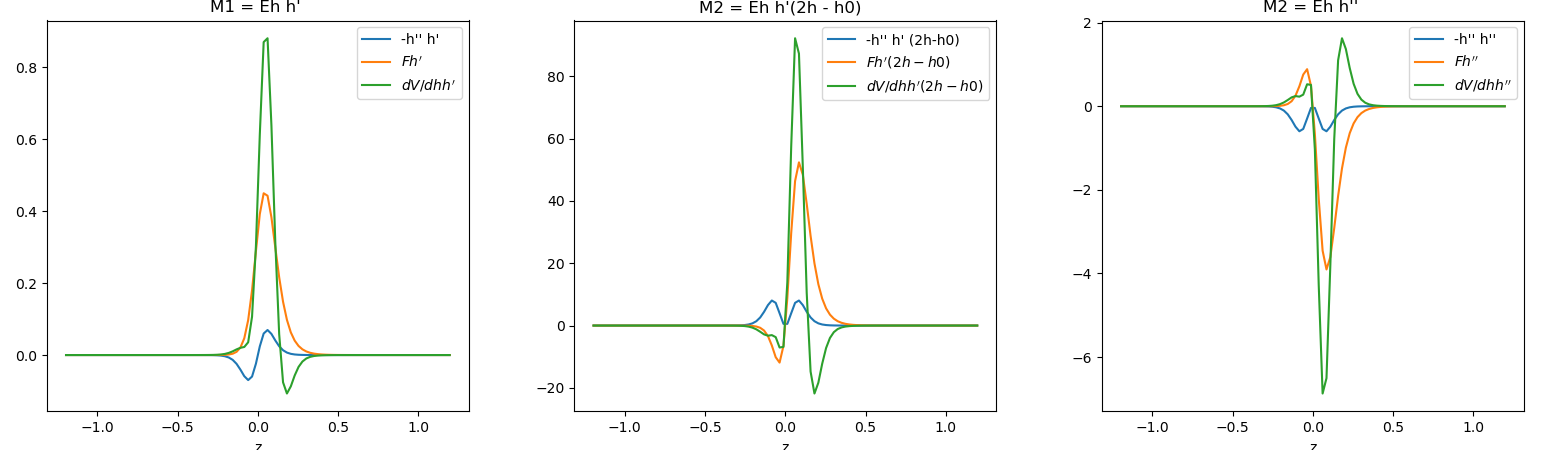 M1 = Eh h'
-h'' h'
Fh′
dV/dhh′
0.8
0.6
0.4
0.2
0.0
−1.0 −0.5 0.0 0.5 1.0
z
M2 = Eh h'(2h - h0)
-h'' h' (2h-h0)
Fh′(2h − h0)
dV/dhh′(2h − h0)
80
60
40
20
0
−20
−1.0 −0.5 0.0 0.5 1.0
z
M2 = Eh h''
-h'' h''
Fh″
dV/dhh″
2
0
−2
−4
−6
−1.0 −0.5 0.0 0.5 1.0
z